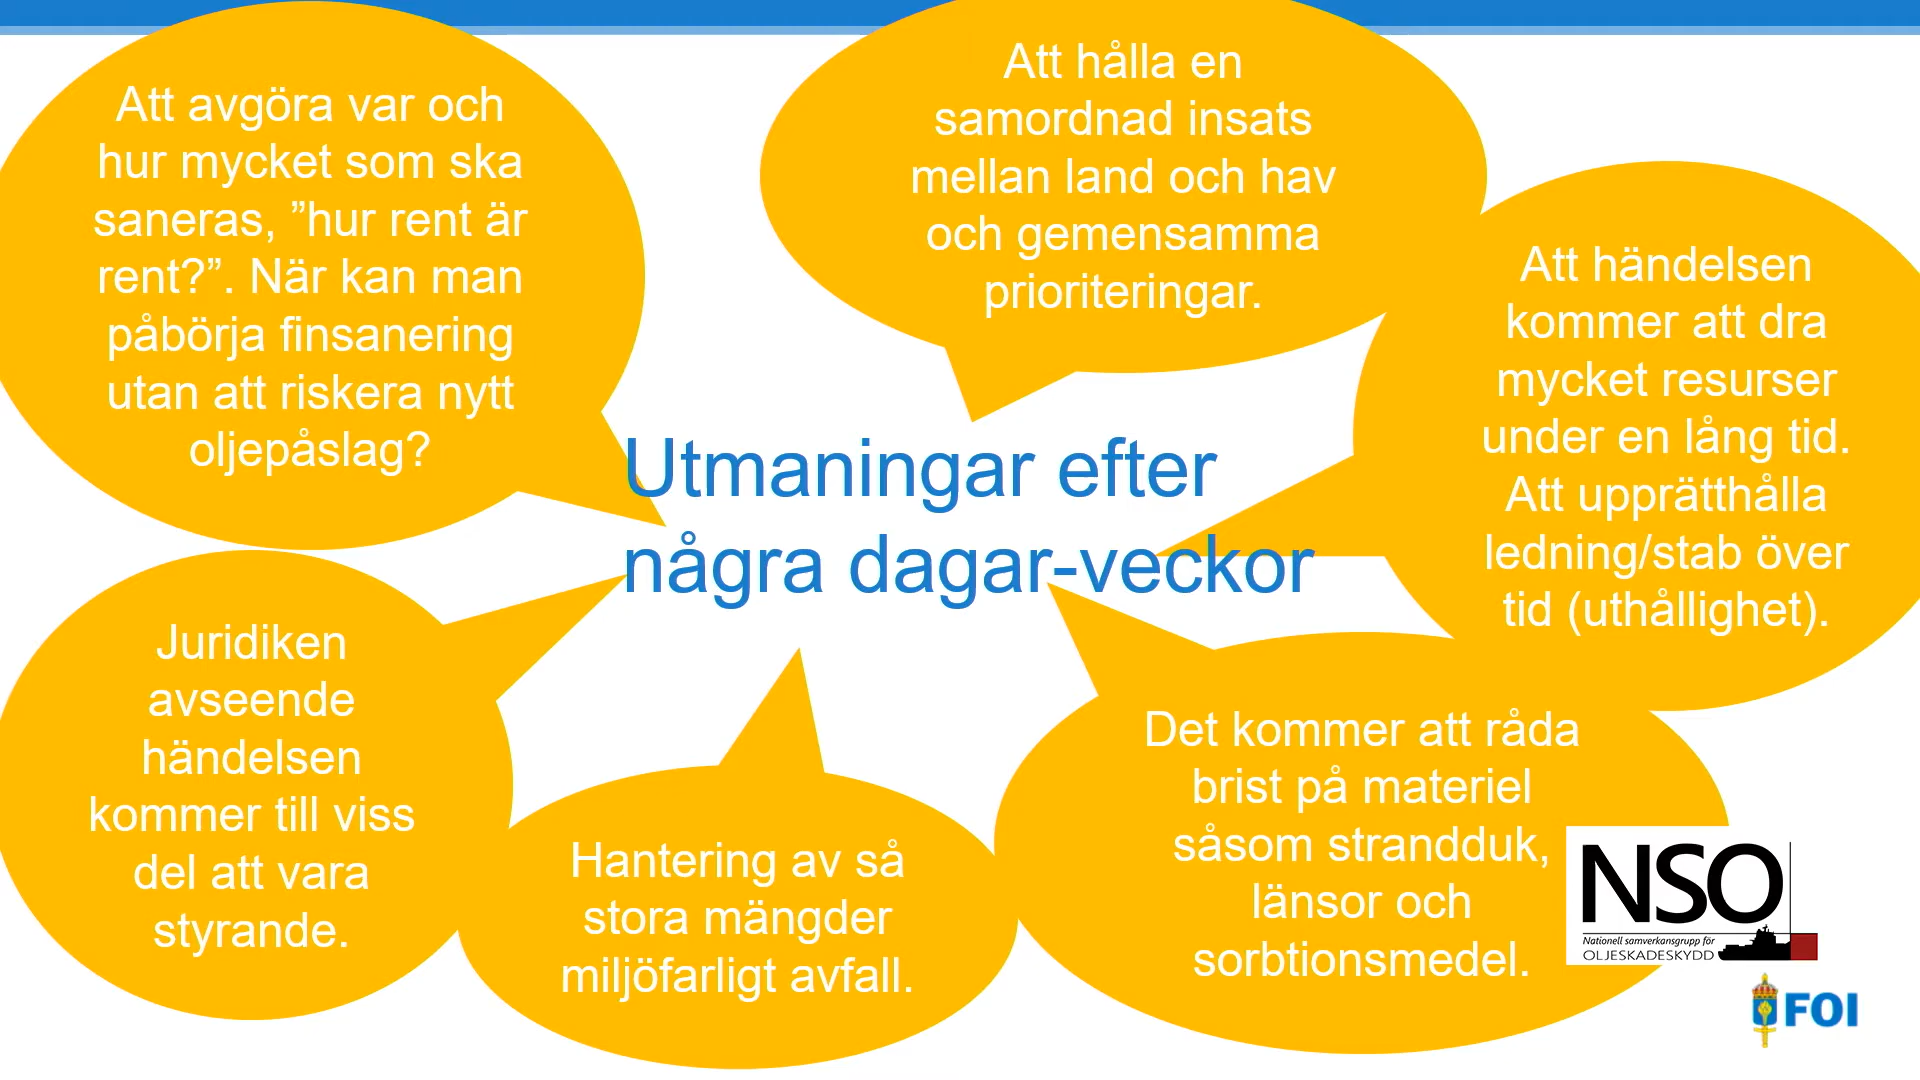 Att avgöra var och
hur mycket som ska
saneras, ”hur rent är
rent?”. När kan man
påbörja finsanering
utan att riskera nytt
oljepåslag?
Att hålla en
samordnad insats
mellan land och hav
och gemensamma
prioriteringar.
Att händelsen
kommer att dra
mycket resurser
under en lång tid.
Att upprätthålla
ledning/stab över
tid (uthållighet).
Utmaningar efter
några dagar-veckor
Juridiken
avseende
händelsen
kommer till viss
del att vara
styrande.
Hantering av så
stora mängder
miljöfarligt avfall.
Det kommer att råda
brist på materiel
såsom strandduk,
länsor och
sorbtionsmedel.
NSO
Nationell samverkansgrupp för
OLJESKADESKYDD
FOI